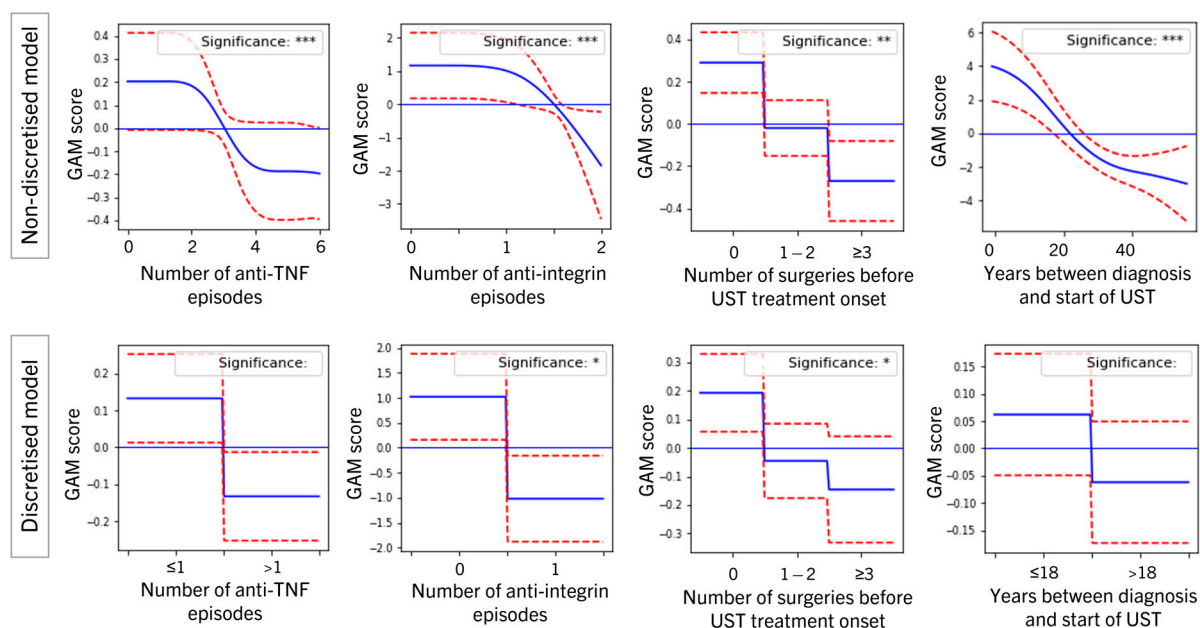 Non-discretised model
GAM score
0.4
0.3
0.2
0.1
0.0
−0.1
−0.2
−0.3
−0.4
Significance: ***
0 2 4 6
Number of anti-TNF
episodes
GAM score
2
1
0
−1
−2
−3
Significance: ***
0 1 2
Number of anti-integrin
episodes
GAM score
0.4
0.2
0.0
−0.2
−0.4
Significance: **
0 1 – 2 ≥3
Number of surgeries before
UST treatment onset
GAM score
6
4
2
0
−2
−4
Significance: ***
0 20 40
Years between diagnosis
and start of UST
Discretised model
GAM score
0.2
0.1
0.0
−0.1
−0.2
Significance:
≤1 >1
Number of anti-TNF
episodes
GAM score
2.0
1.5
1.0
0.5
0.0
−0.5
−1.0
−1.5
−2.0
Significance: *
0 1
Number of anti-integrin
episodes
GAM score
0.3
0.2
0.1
0.0
−0.1
−0.2
−0.3
Significance: *
0 1 – 2 ≥3
Number of surgeries before
UST treatment onset
GAM score
0.15
0.10
0.05
0.00
−0.05
−0.10
−0.15
Significance:
≤18 >18
Years between diagnosis
and start of UST